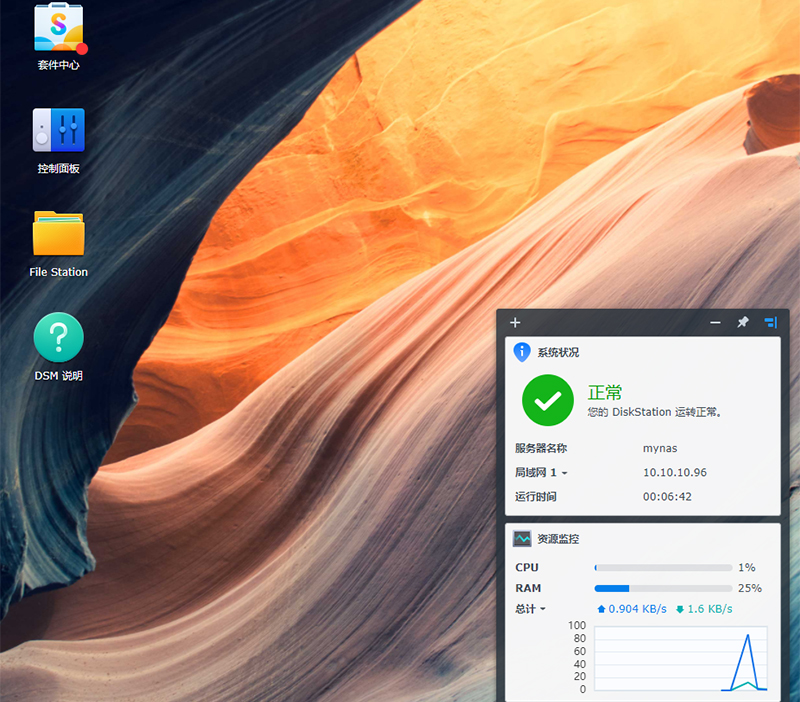 套件中心
控制面板
File Station
DSM 说明
系统状况
正常
您的 DiskStation 运转正常。
服务器名称 mynas
局域网 1 10.10.10.96
运行时间 00:06:42
资源监控
CPU 1%
RAM 25%
总计 0.904 KB/s 1.6 KB/s
100
80
60
40
20
0